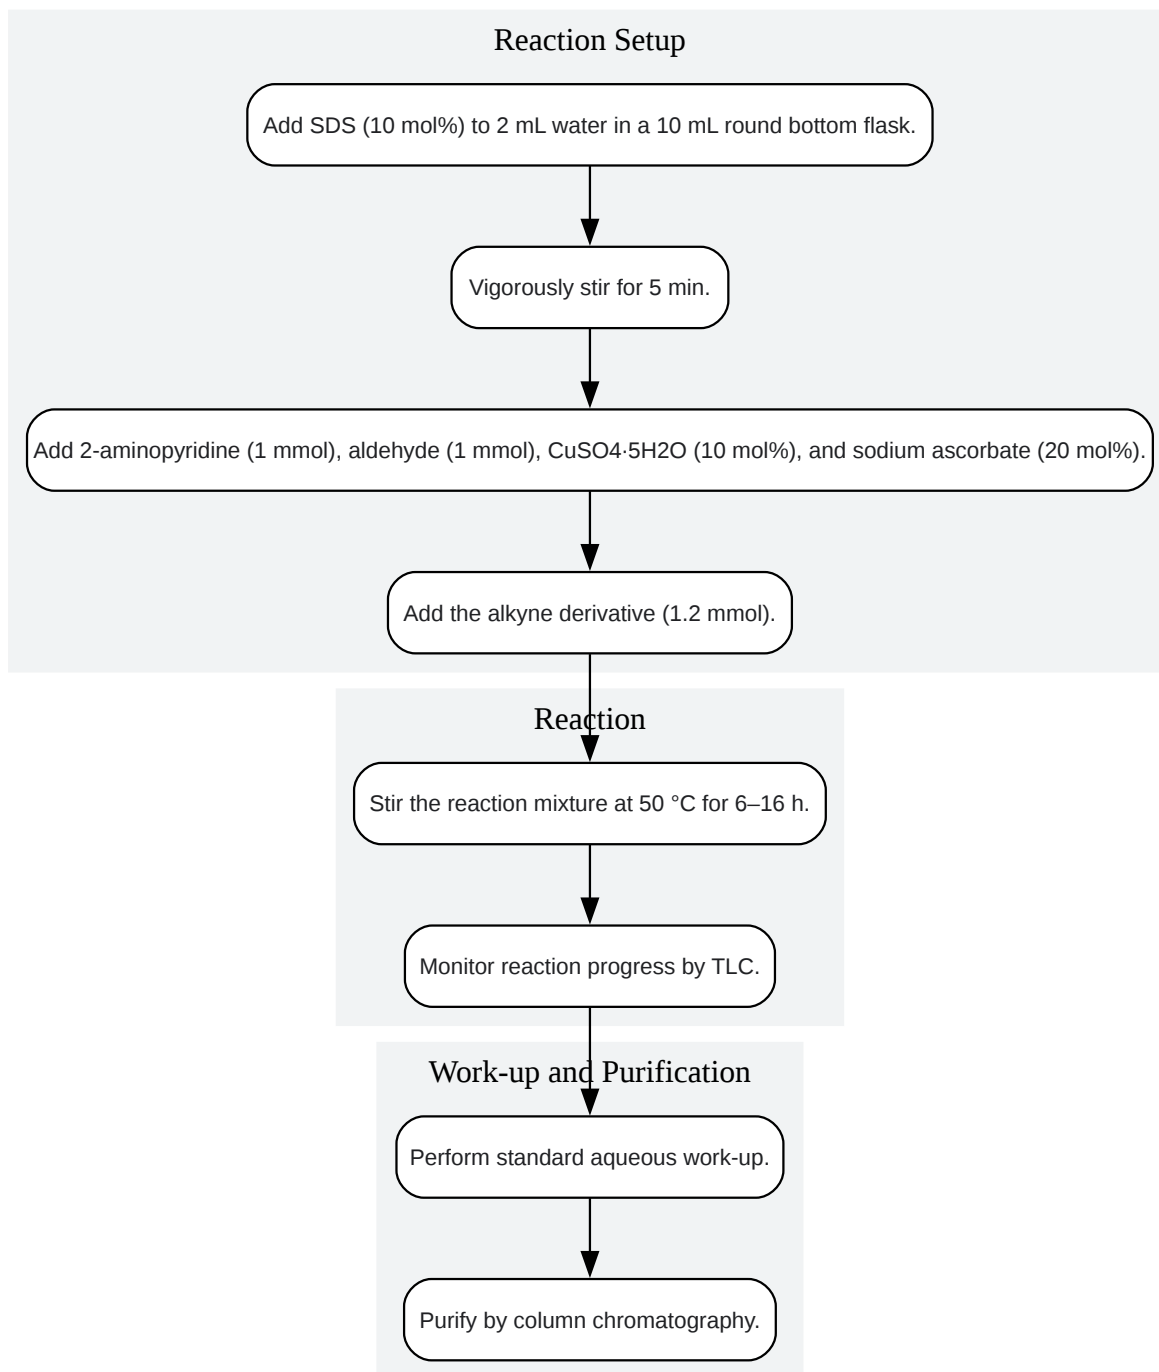 Reaction Setup
Add SDS (10 mol%) to 2 mL water in a 10 mL round bottom flask.
Vigorously stir for 5 min.
Add 2-aminopyridine (1 mmol), aldehyde (1 mmol), CuSO4·5H2O (10 mol%), and sodium ascorbate (20 mol%).
Add the alkyne derivative (1.2 mmol).
Reaction
Stir the reaction mixture at 50 °C for 6–16 h.
Monitor reaction progress by TLC.
Work-up and Purification
Perform standard aqueous work-up.
Purify by column chromatography.